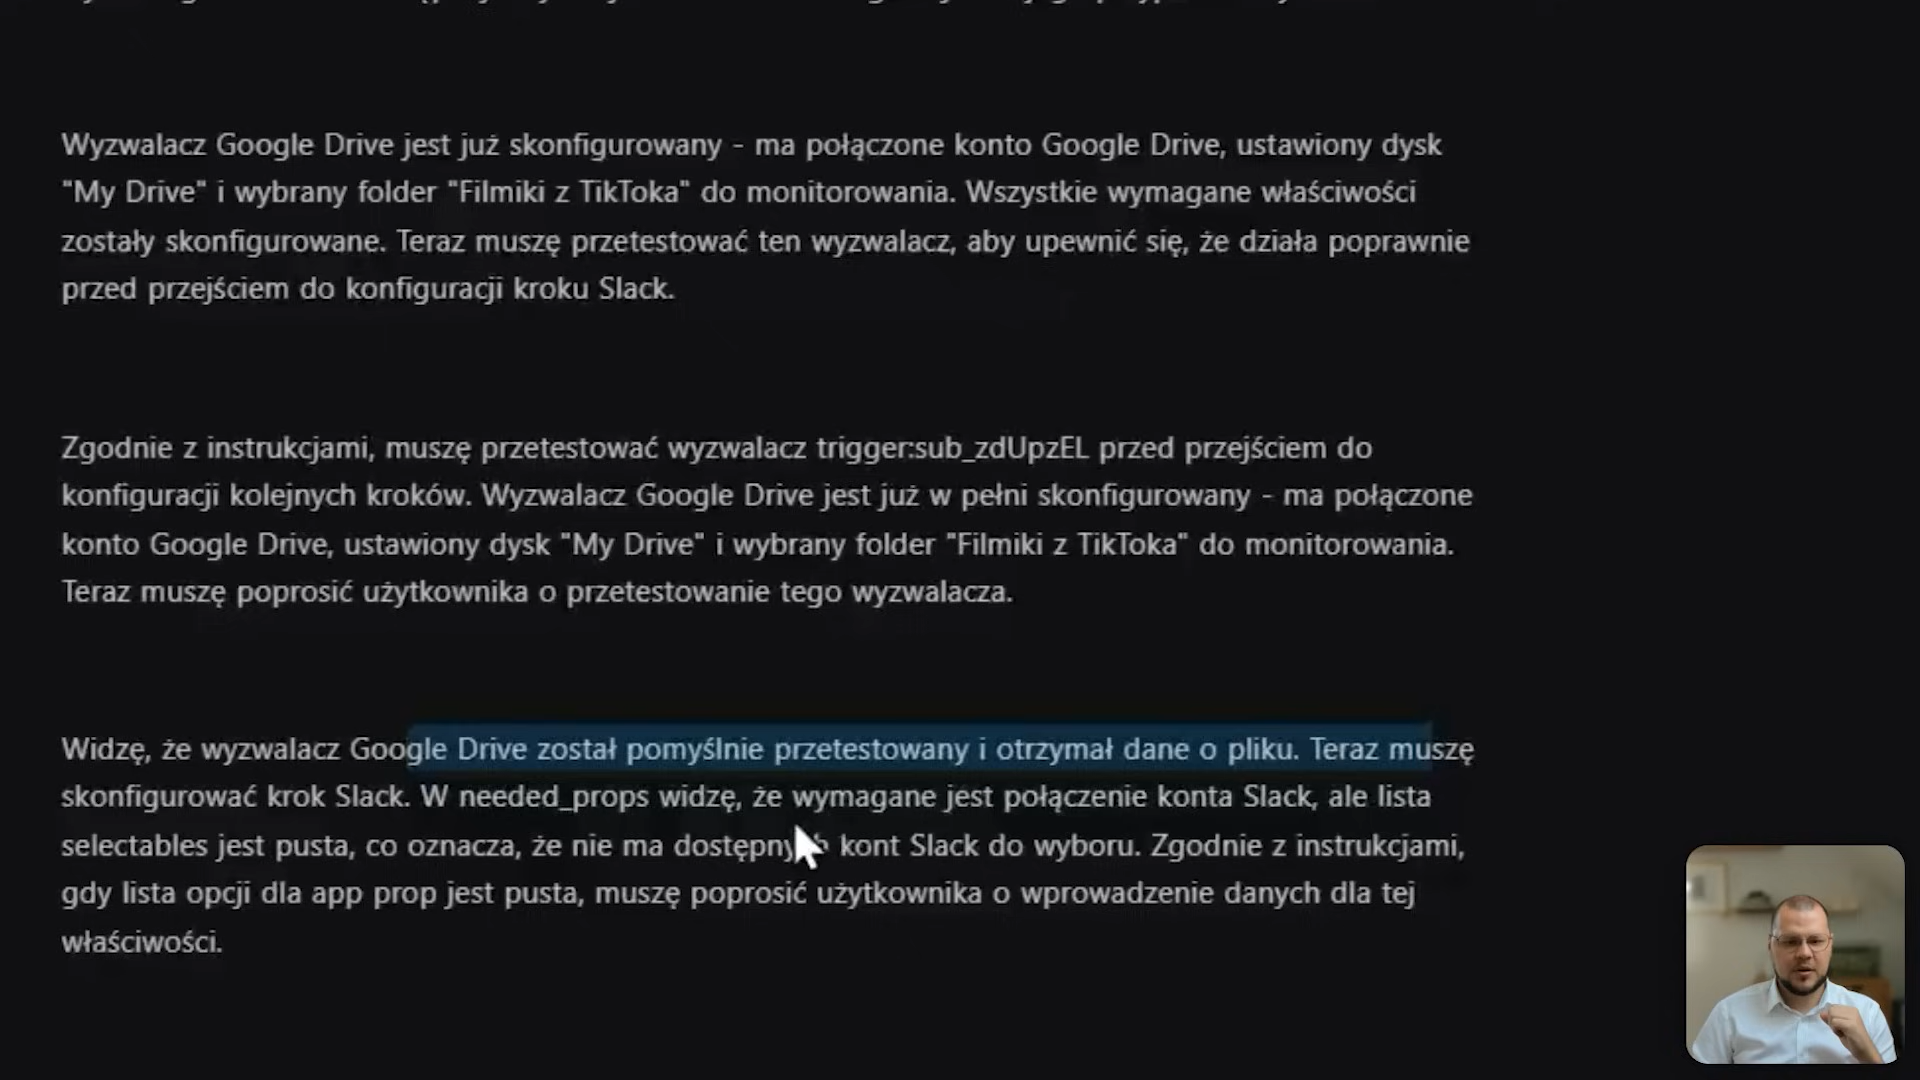 Wyzwalacz Google Drive jest już skonfigurowany - ma połączone konto Google Drive, ustawiony dysk
"My Drive" i wybrany folder "Filmiki z TikToka" do monitorowania. Wszystkie wymagane właściwości
zostały skonfigurowane. Teraz muszę przetestować ten wyzwalacz, aby upewnić się, że działa poprawnie
przed przejściem do konfiguracji kroku Slack.
Zgodnie z instrukcjami, muszę przetestować wyzwalacz trigger:sub_zdUpzEL przed przejściem do
konfiguracji kolejnych kroków. Wyzwalacz Google Drive jest już w pełni skonfigurowany - ma połączone
konto Google Drive, ustawiony dysk "My Drive" i wybrany folder "Filmiki z TikToka" do monitorowania.
Teraz muszę poprosić użytkownika o przetestowanie tego wyzwalacza.
Widzę, że wyzwalacz Google Drive został pomyślnie przetestowany i otrzymał dane o pliku. Teraz muszę
skonfigurować krok Slack. W needed_props widzę, że wymagane jest połączenie konta Slack, ale lista
selectables jest pusta, co oznacza, że nie ma dostępnych kont Slack do wyboru. Zgodnie z instrukcjami,
gdy lista opcji dla app prop jest pusta, muszę poprosić użytkownika o wprowadzenie danych dla tej
właściwości.